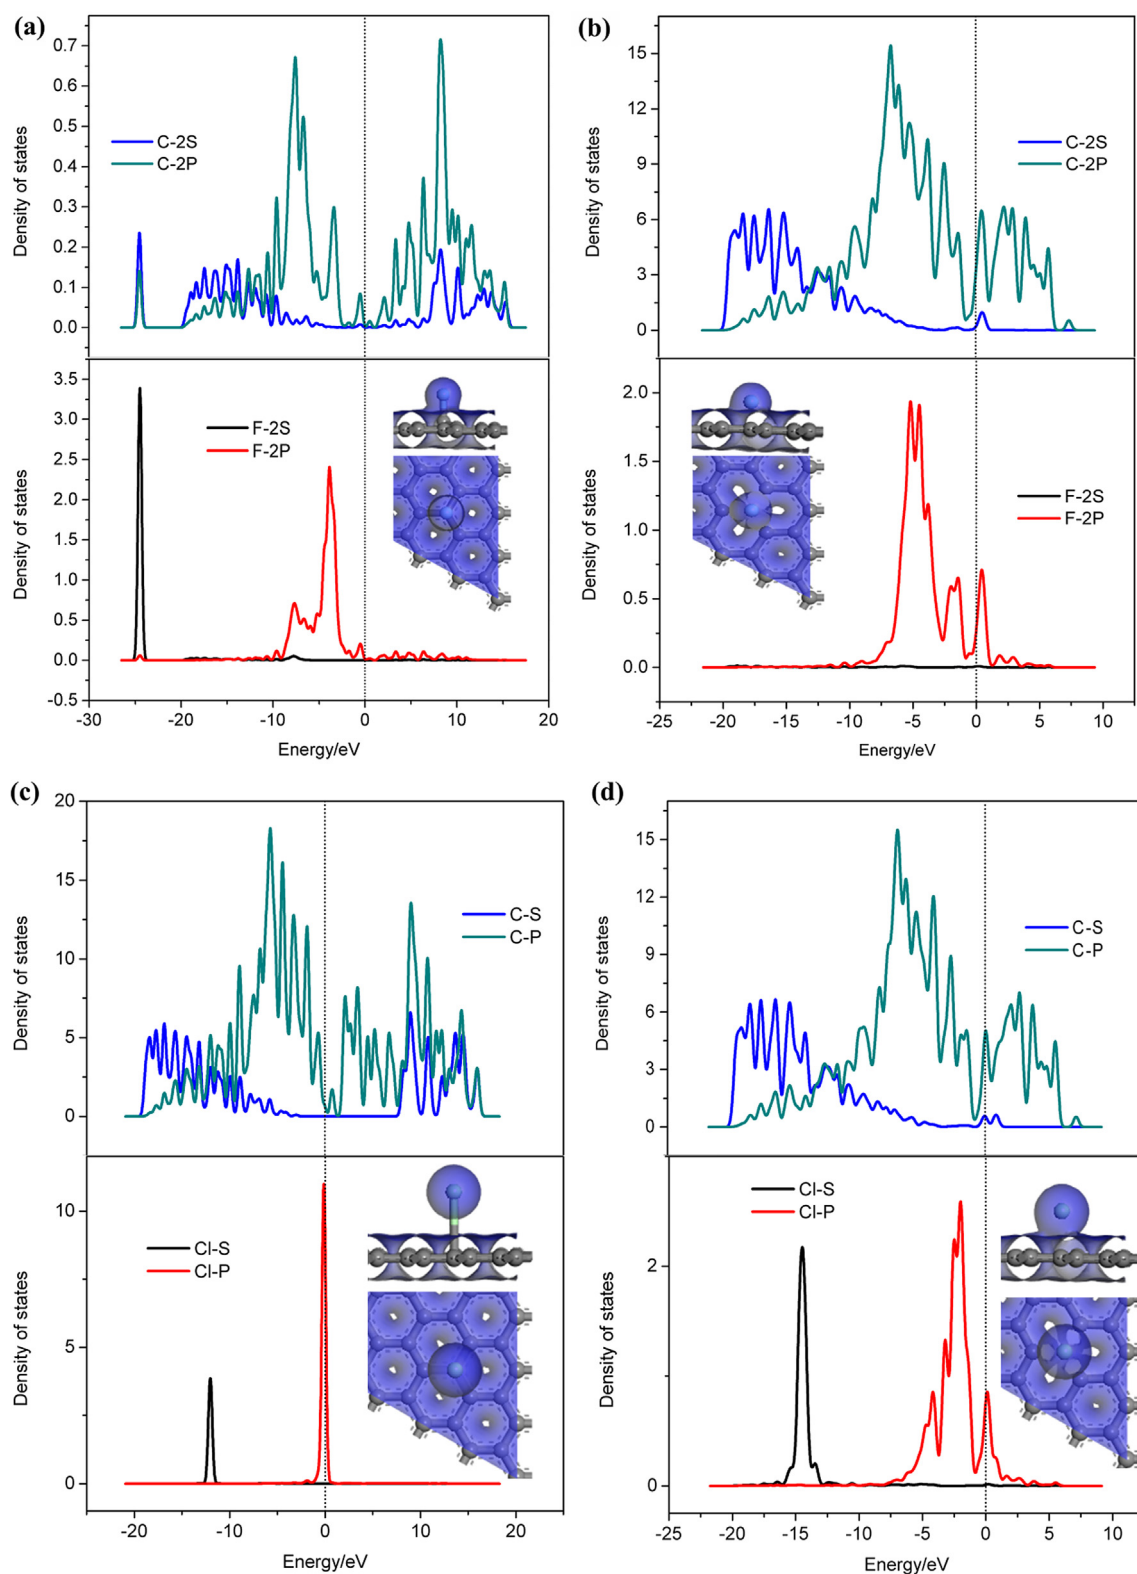 (a)
0.7
0.6
0.5
0.4
0.3
0.2
0.1
0.0
Density of states
C-2S
C-2P
3.5
3.0
2.5
2.0
1.5
1.0
0.5
0.0
-0.5
Density of states
F-2S
F-2P
-30 -20 -10 0 10 20
Energy/eV
(b)
15
12
9
6
3
0
Density of states
C-2S
C-2P
2.0
1.5
1.0
0.5
0.0
Density of states
F-2S
F-2P
-25 -20 -15 -10 -5 0 5 10
Energy/eV
(c)
20
15
10
5
0
Density of states
C-S
C-P
10
5
0
Density of states
Cl-S
Cl-P
-20 -10 0 10 20
Energy/eV
(d)
15
12
9
6
3
0
Density of states
C-S
C-P
2
0
Density of states
Cl-S
Cl-P
-25 -20 -15 -10 -5 0 5 10
Energy/eV